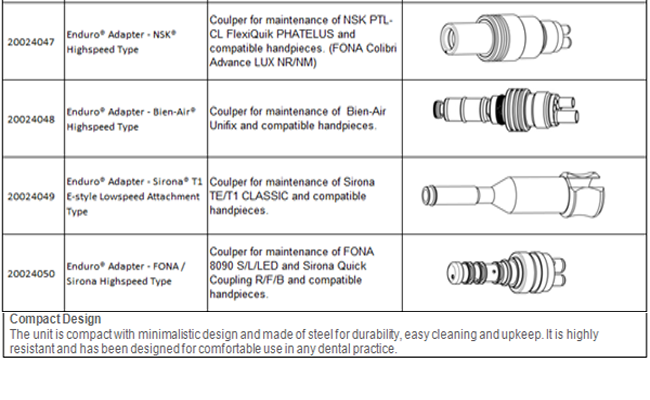 20024047
Enduro® Adapter - NSK®
Highspeed Type
Coulper for maintenance of NSK PTL-
CL FlexiQuik PHATELUS and
compatible handpieces. (FONA Colibri
Advance LUX NR/NM)
20024048
Enduro® Adapter - Bien-Air®
Highspeed Type
Coulper for maintenance of Bien-Air
Unifix and compatible handpieces.
20024049
Enduro® Adapter - Sirona® T1
E-style Lowspeed Attachment
Type
Coulper for maintenance of Sirona
TE/T1 CLASSIC and compatible
handpieces.
20024050
Enduro® Adapter - FONA /
Sirona Highspeed Type
Coulper for maintenance of FONA
8090 S/L/LED and Sirona Quick
Coupling R/F/B and compatible
handpieces.
Compact Design
The unit is compact with minimalistic design and made of steel for durability, easy cleaning and upkeep. It is highly
resistant and has been designed for comfortable use in any dental practice.